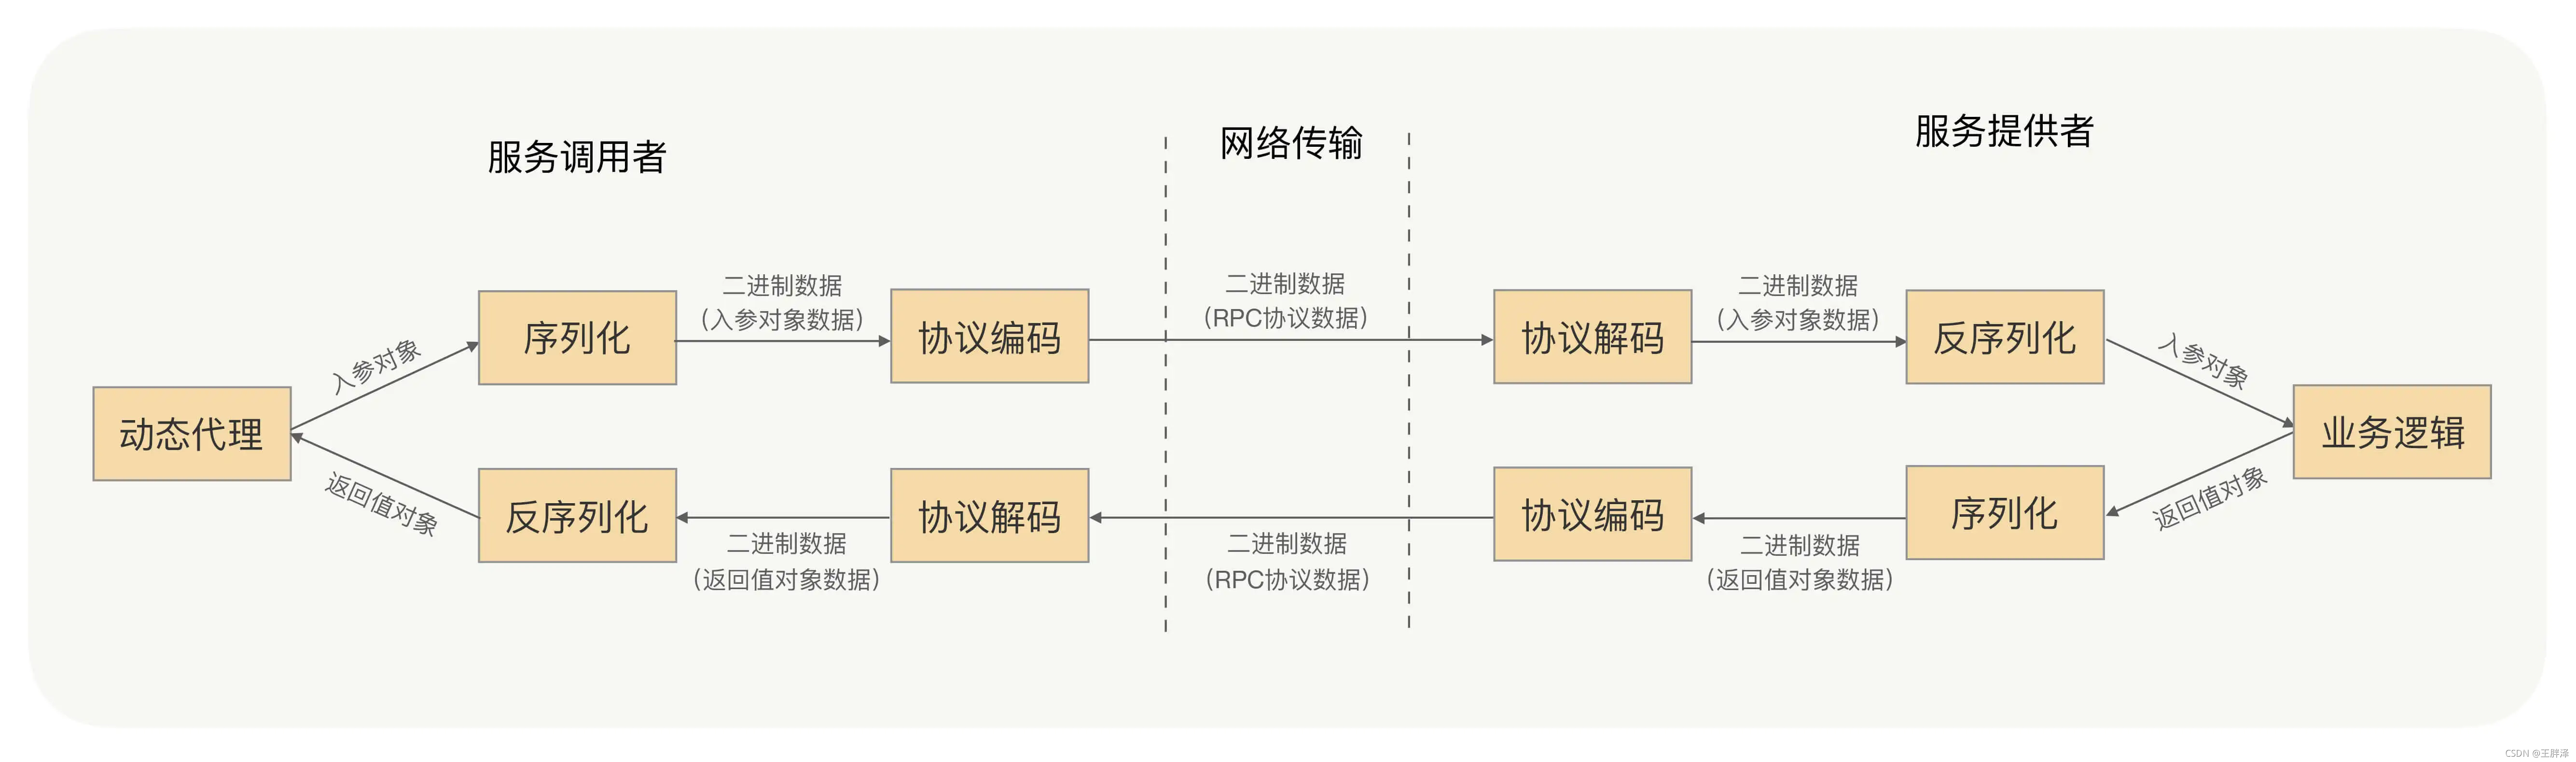 服务调用者
网络传输
服务提供者
二进制数据
(入参对象数据)
二进制数据
(RPC协议数据)
二进制数据
(入参对象数据)
序列化
协议编码
协议解码
反序列化
入参对象
入参对象
动态代理
业务逻辑
返回值对象
返回值对象
反序列化
协议解码
协议编码
序列化
二进制数据
(返回值对象数据)
二进制数据
(RPC协议数据)
二进制数据
(返回值对象数据)
CSDN @王胖泽